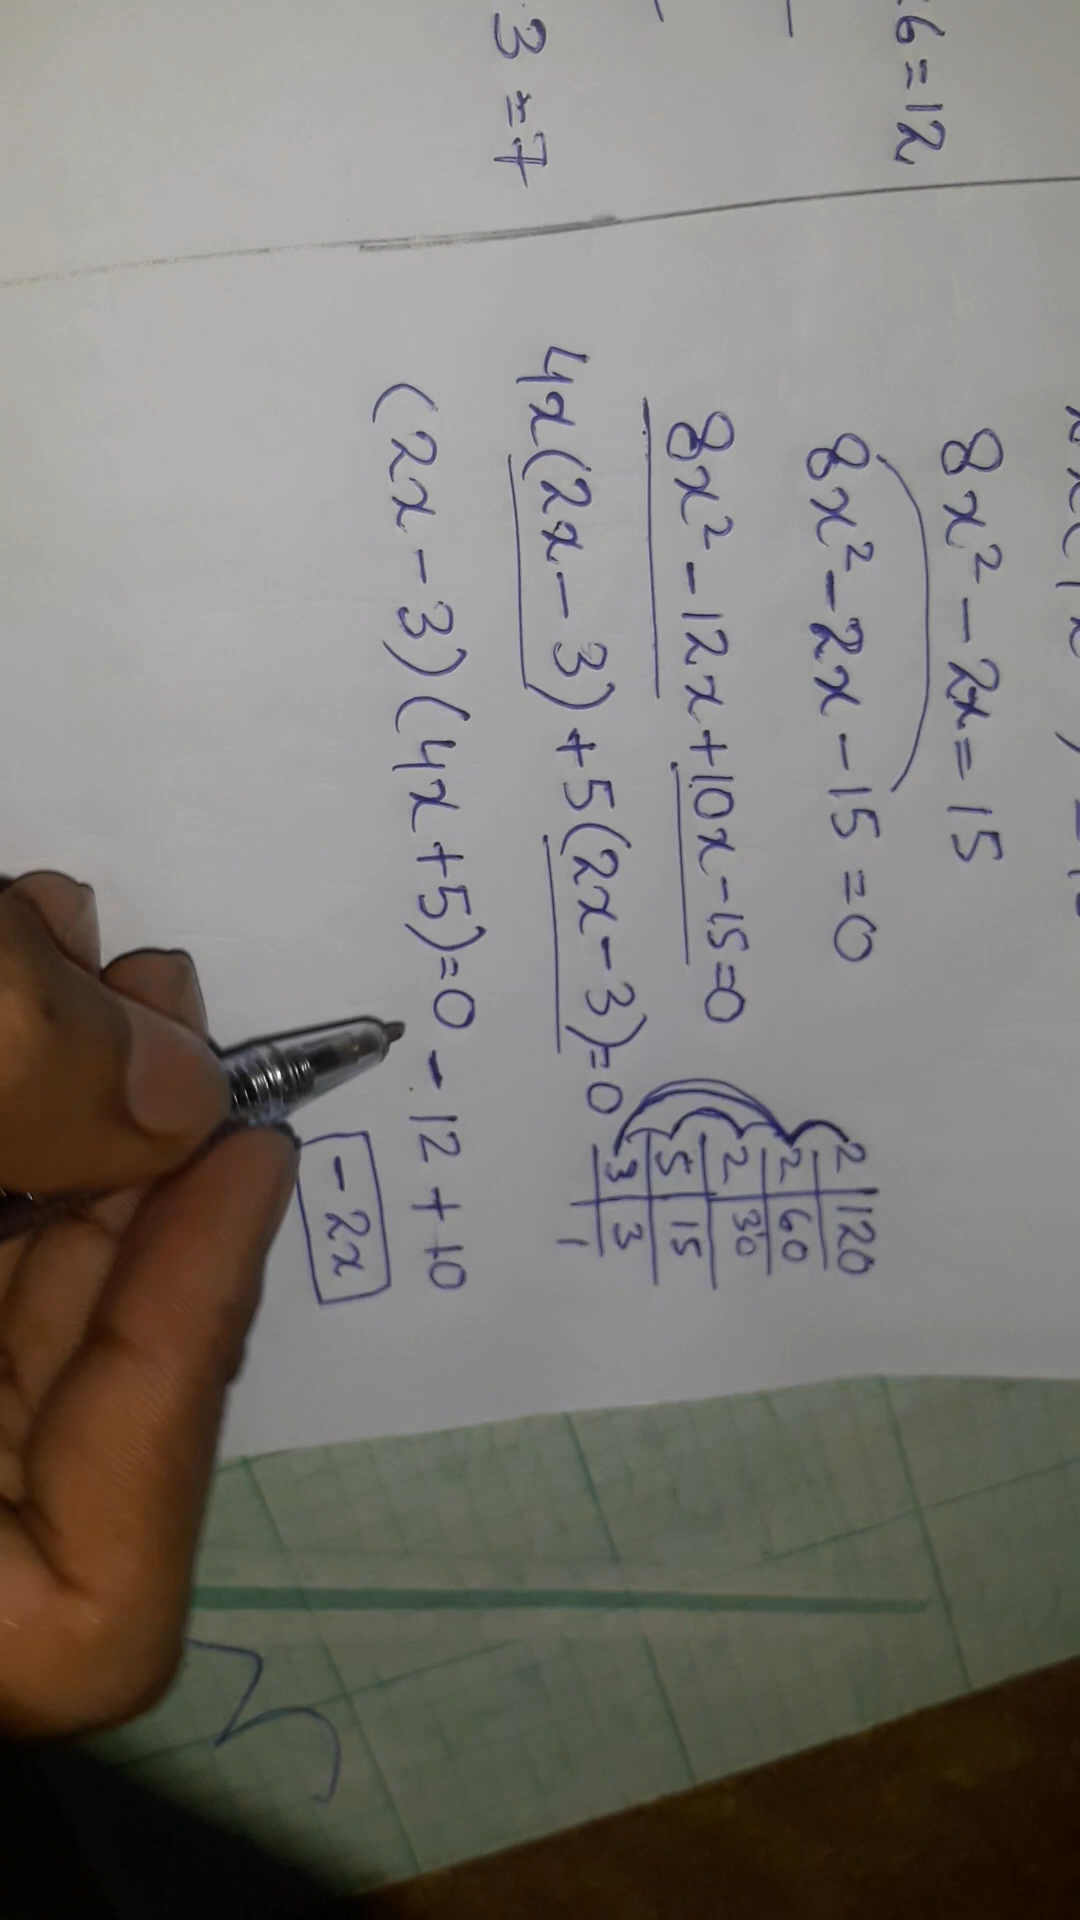 6=12
3=7
8x² - 2x = 15
8x² - 2x - 15 = 0
8x² - 12x + 10x - 15 = 0
4x(2x - 3) + 5(2x - 3) = 0
(2x - 3)(4x + 5) = 0
2|120
2 60
2 30
5 15
3 3
1
- 12 + 10
- 2x